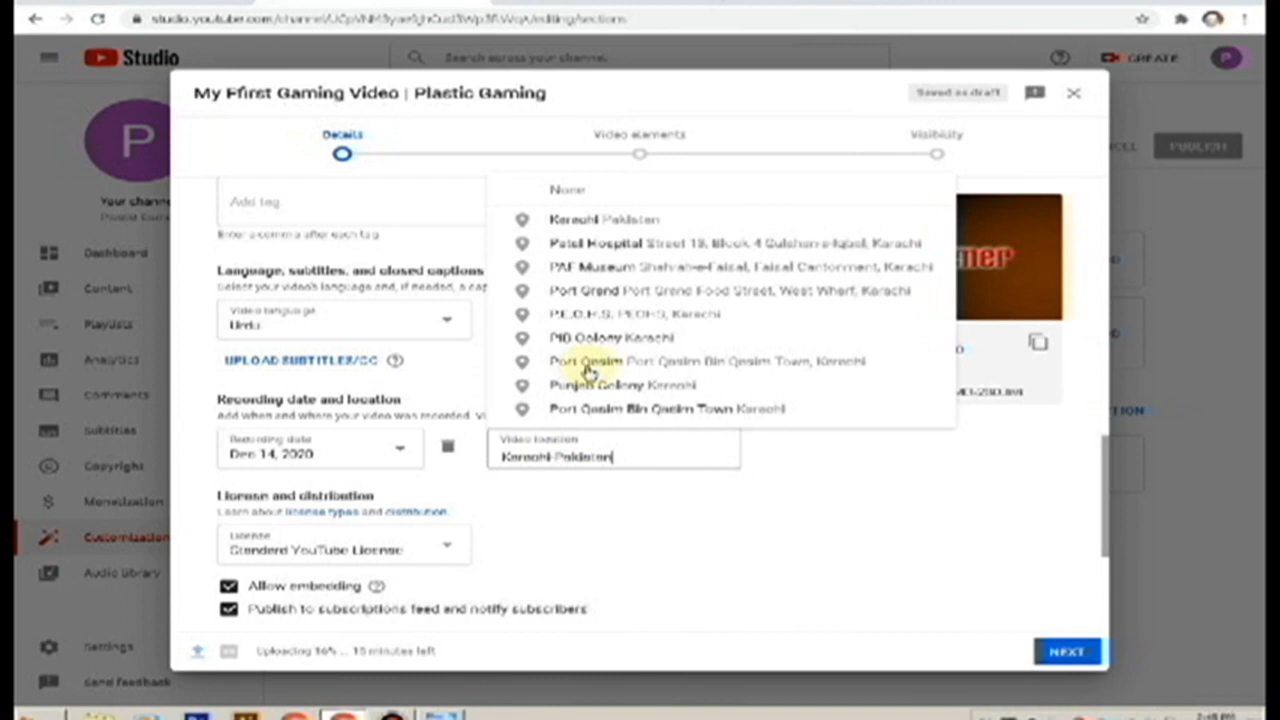 studio.youtube.com/channel/
Studio
Search across your channel
CREATE
P
My Ffirst Gaming Video | Plastic Gaming
Saved as draft
Details
Video elements
Visibility
PUBLISH
P
Your channe
Plastic Gam
Dashboard
Content
Playlists
Analytics
Comments
Subtitles
Copyright
Monetization
Customization
Audio library
Settings
Send feedback
Add tag
Enter a comma after each tag
Language, subtitles, and closed captions
Select your video's language and, if needed, a cap
Video language
Urdu
UPLOAD SUBTITLES/CC
Recording date and location
Add when and where your video was recorded. Vi
Recording date
Dec 14, 2020
Video location
Karachi Pakistan
None
Karachi Pakistan
Patel Hospital Street 18, Block 4 Gulshan-e-Iqbal, Karachi
PAF Museum Shahrah-e-Faisal, Faisal Cantonment, Karachi
Port Grand Port Grand Food Street, West Wharf, Karachi
P.E.C.H.S. PECHS, Karachi
PIB Colony Karachi
Port Qasim Port Qasim Bin Qasim Town, Karachi
Punjab Colony Karachi
Port Qasim Bin Qasim Town Karachi
License and distribution
Learn about license types and distribution.
License
Standard YouTube License
Allow embedding
Publish to subscriptions feed and notify subscribers
Uploading 16% ... 15 minutes left
NEXT